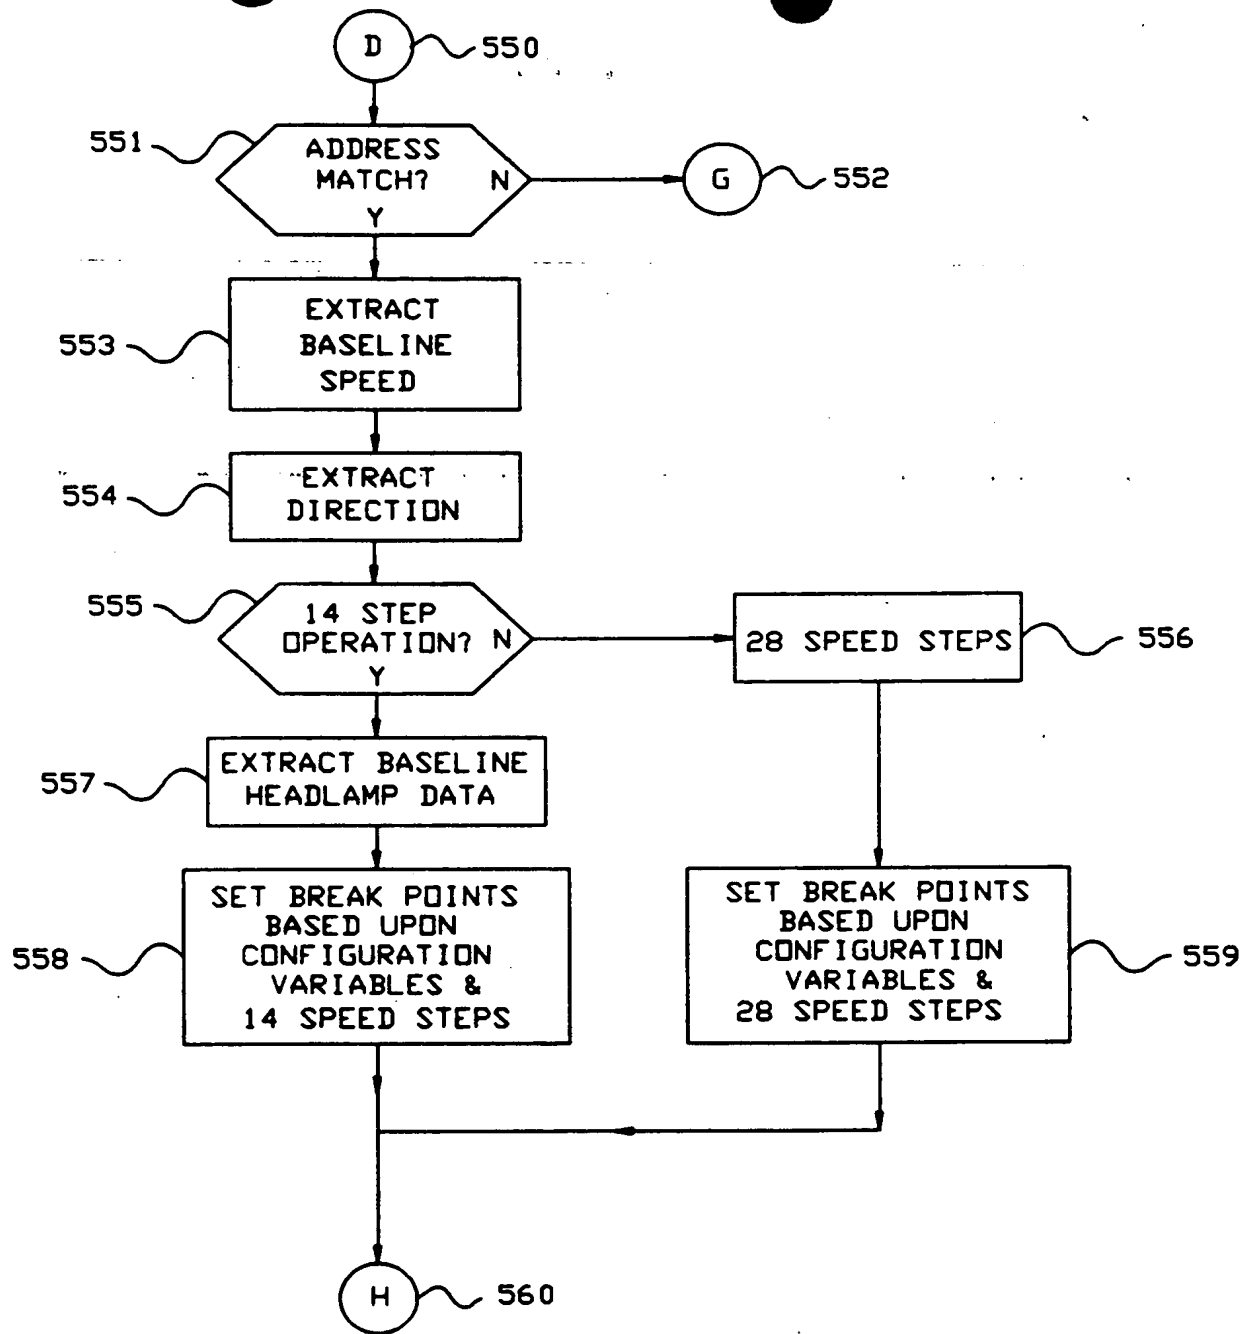 D
550
551
ADDRESS
MATCH?
N
Y
G
552
553
EXTRACT
BASELINE
SPEED
554
EXTRACT
DIRECTION
555
14 STEP
OPERATION?
N
Y
28 SPEED STEPS
556
557
EXTRACT BASELINE
HEADLAMP DATA
558
SET BREAK POINTS
BASED UPON
CONFIGURATION
VARIABLES &
14 SPEED STEPS
SET BREAK POINTS
BASED UPON
CONFIGURATION
VARIABLES &
28 SPEED STEPS
559
H
560